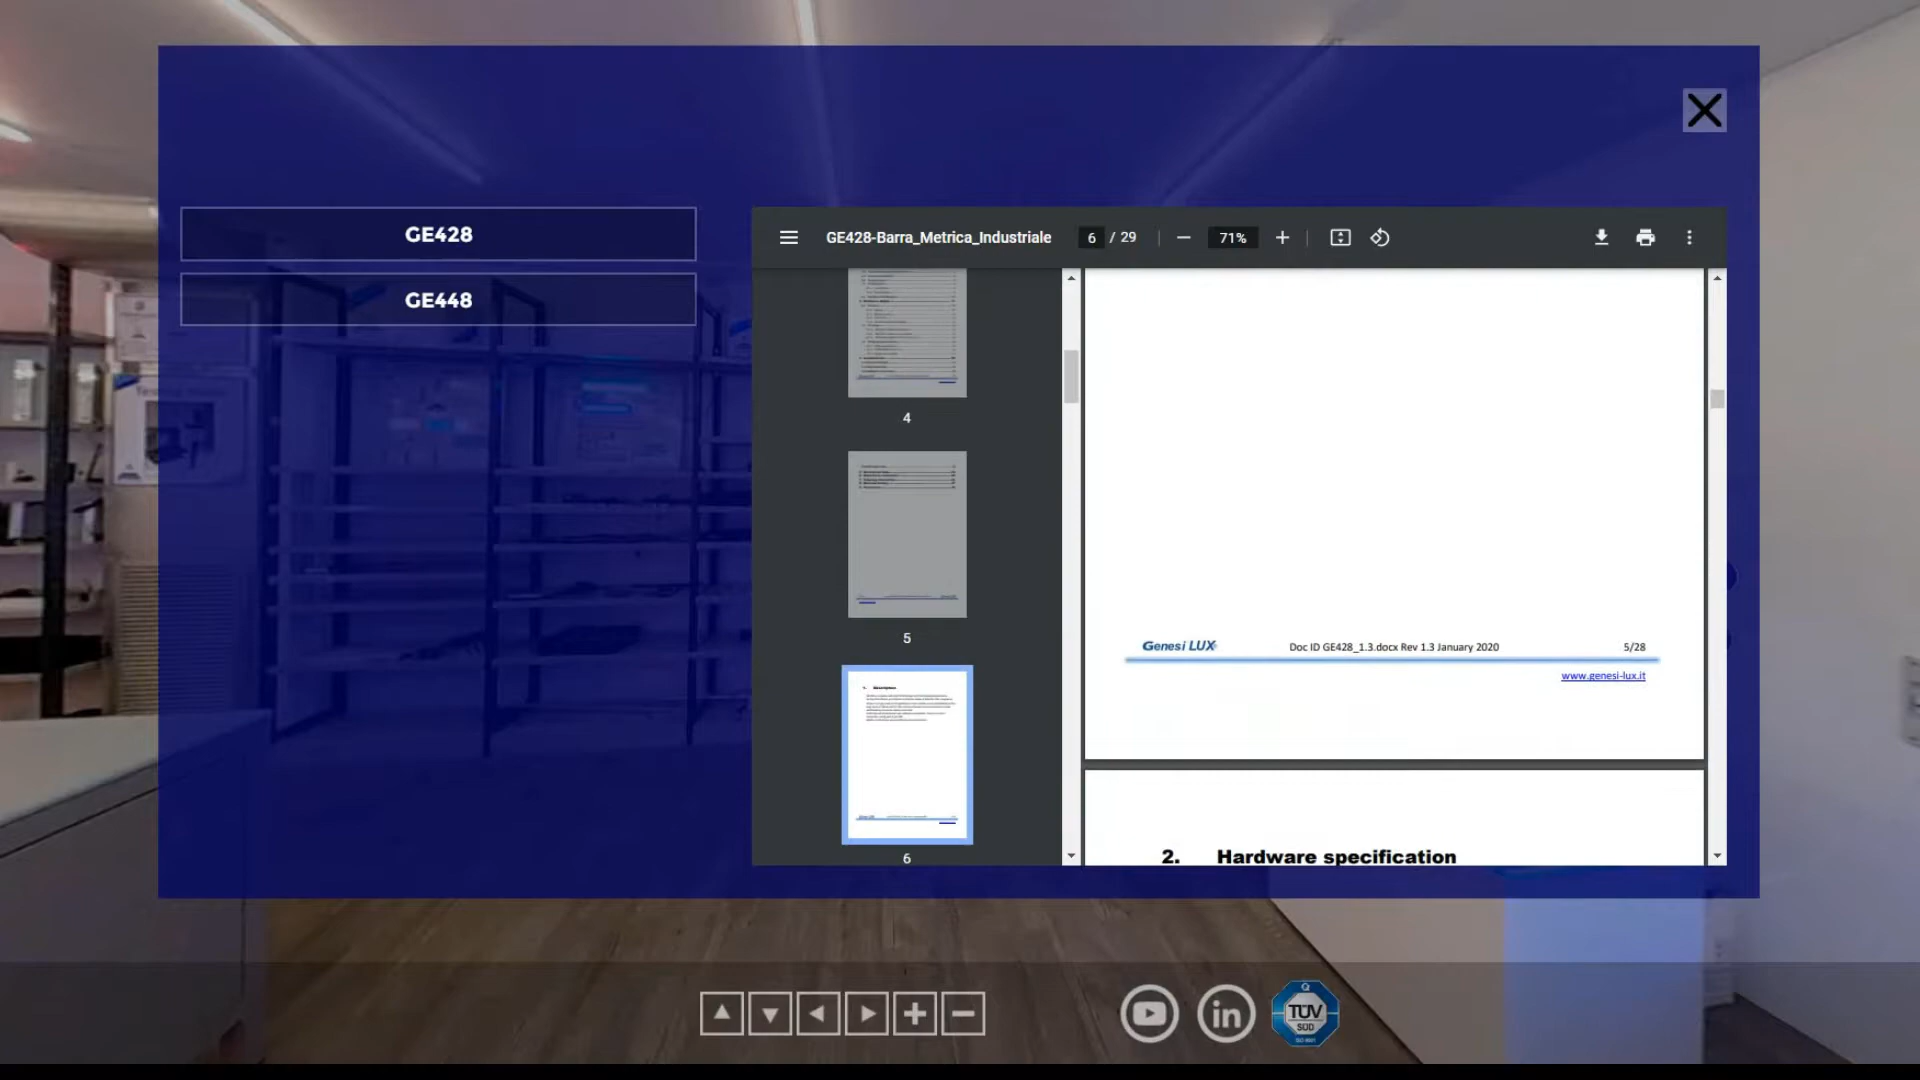 GE428
GE448
GE428-Barra_Metrica_Industriale
6 / 29
71%
4
5
6
Genesi LUX
Doc ID GE428_1.3.docx Rev 1.3 January 2020
5/28
www.genesi-lux.it
2. Hardware specification
in
TÜV
SÜD